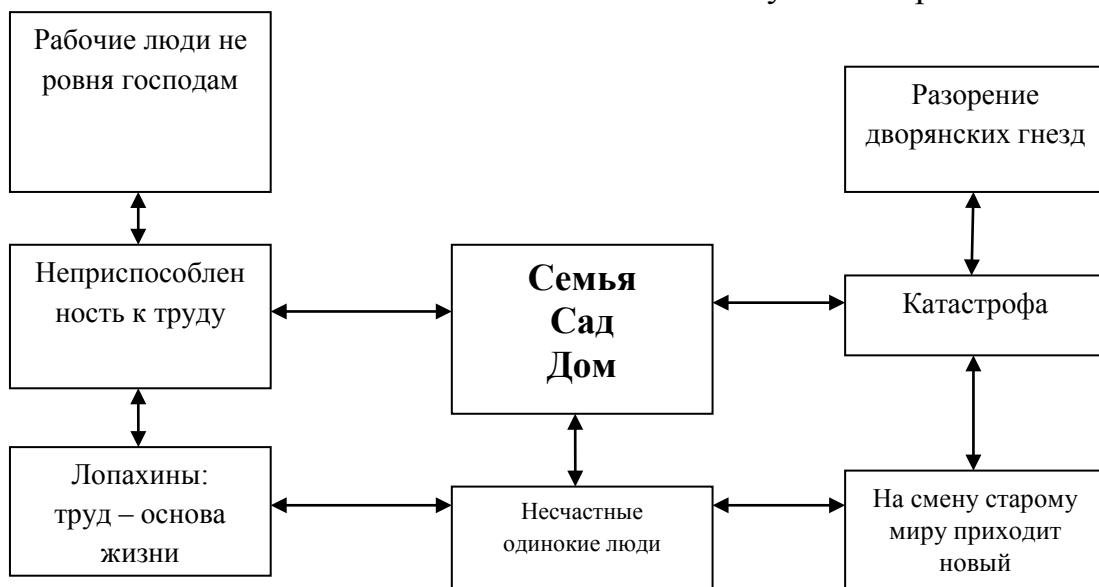 Рабочие люди не
ровня господам
Разорение
дворянских гнезд
Неприспособлен
ность к труду
Семья
Сад
Дом
Катастрофа
Лопахины:
труд – основа
жизни
Несчастные
одинокие люди
На смену старому
миру приходит
новый